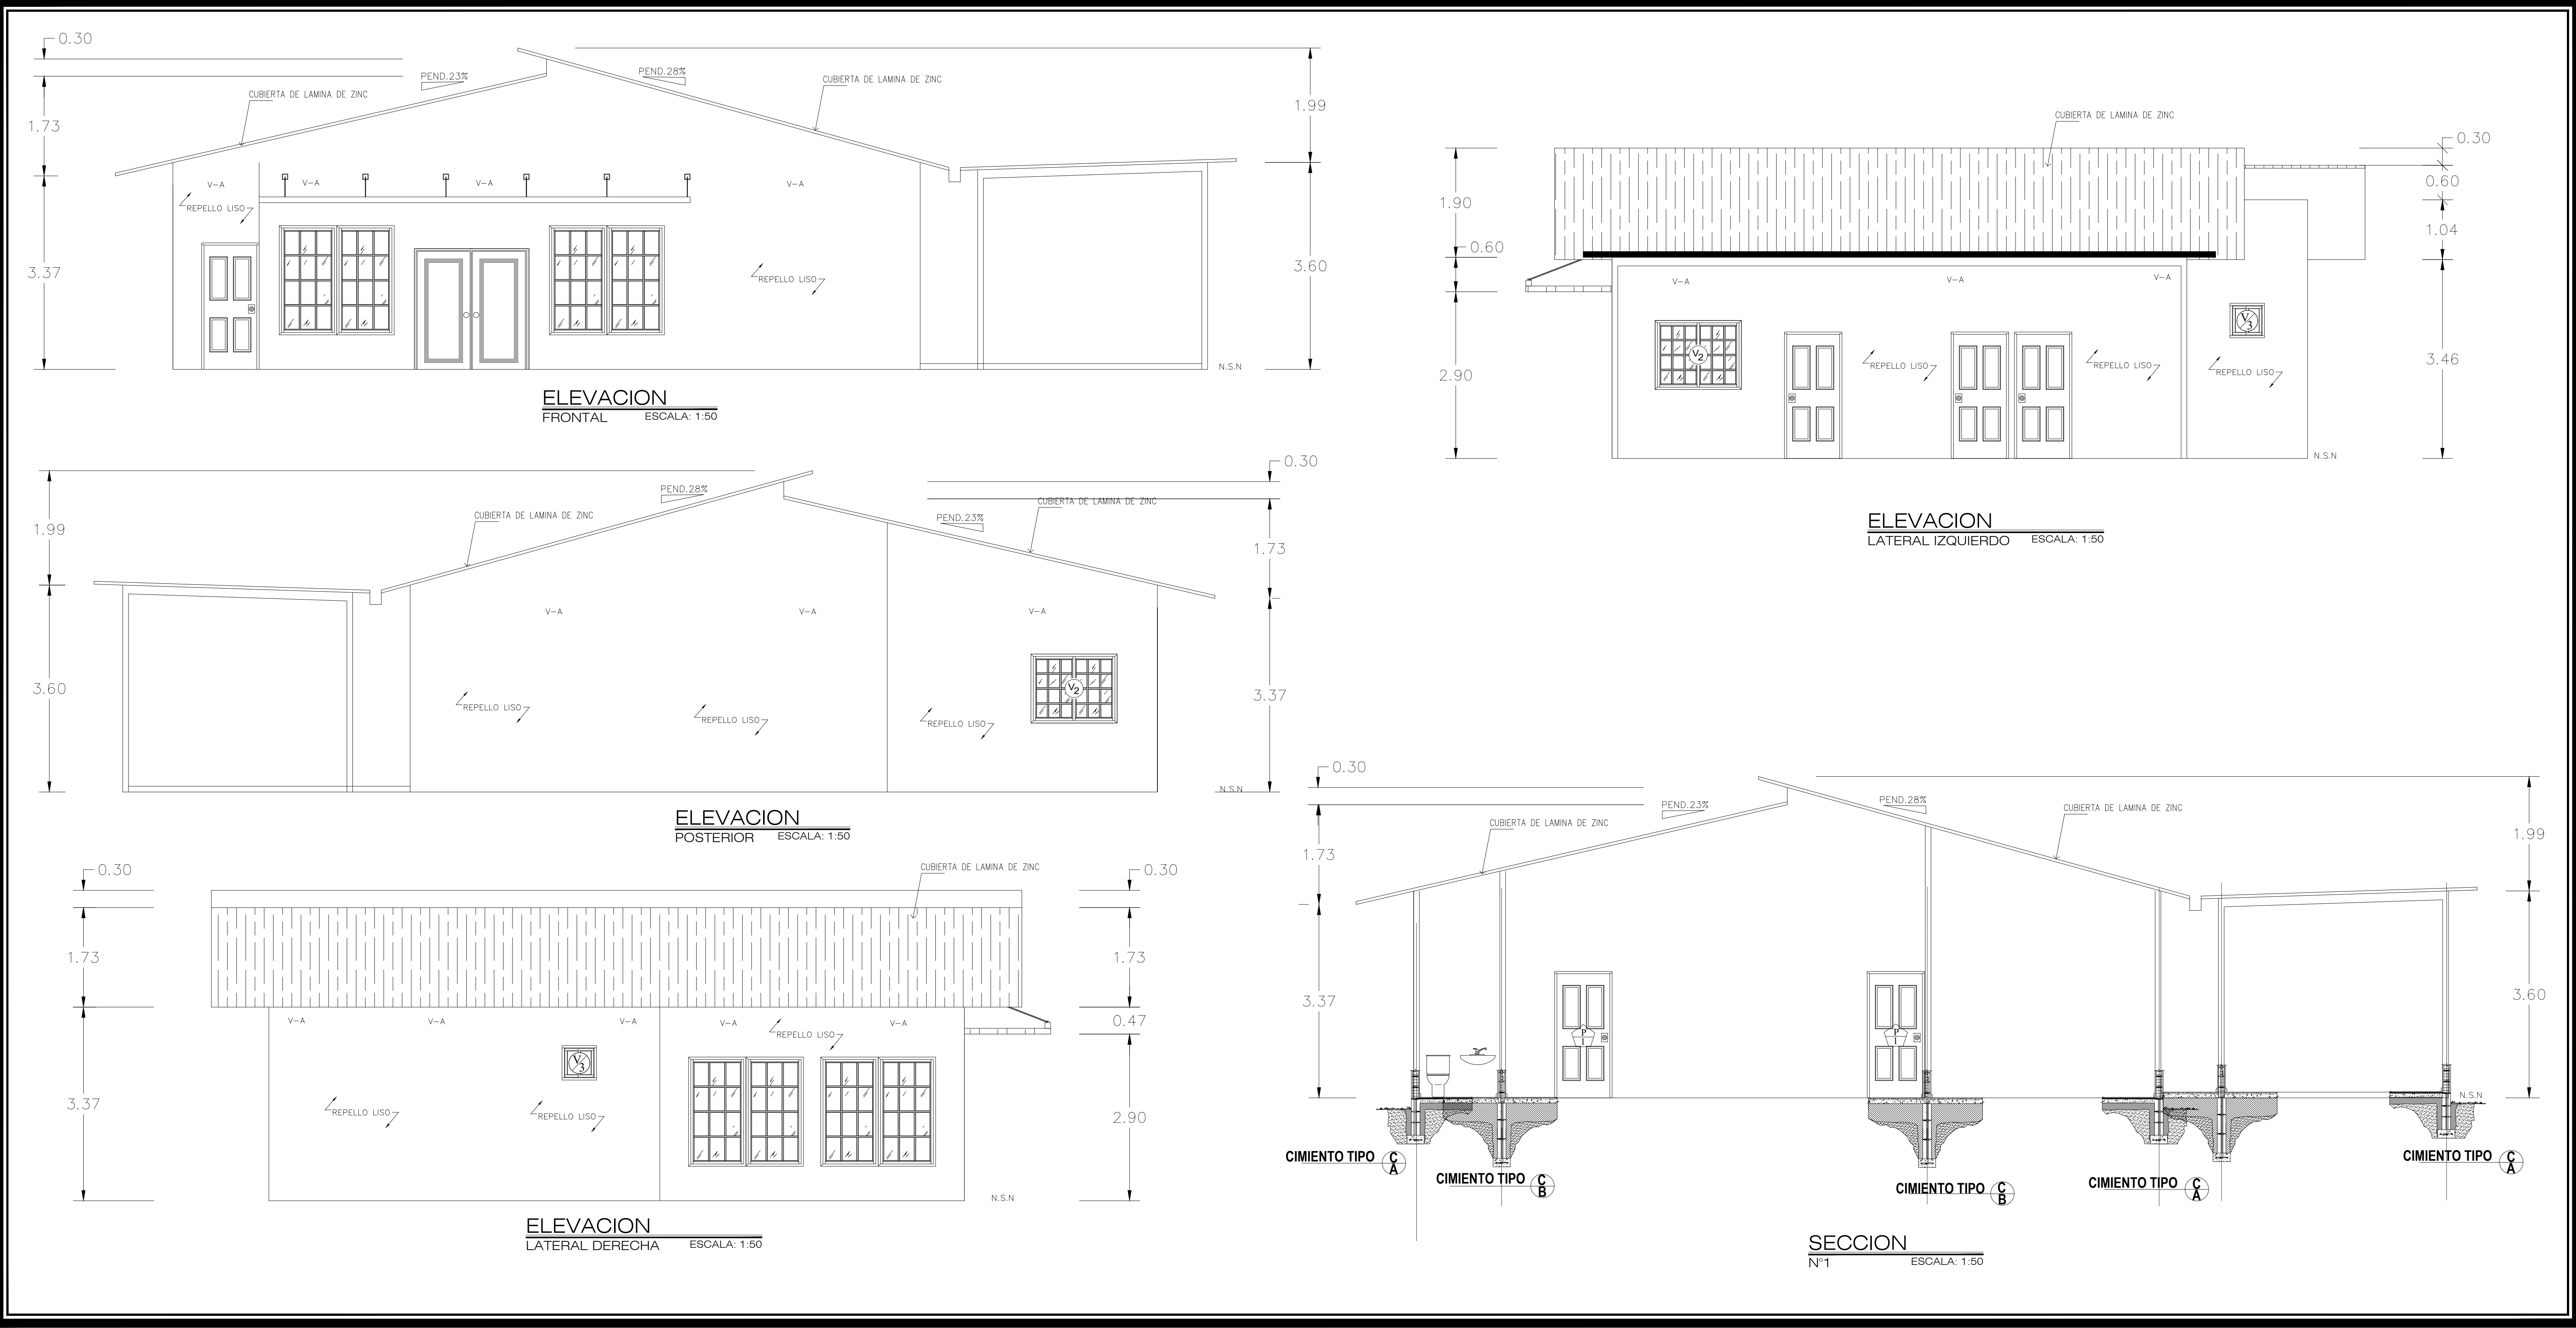 0.30
1.73
3.37
PEND.23%
PEND.28%
CUBIERTA DE LAMINA DE ZINC
CUBIERTA DE LAMINA DE ZINC
1.99
3.60
V-A
V-A
V-A
V-A
REPELLO LISO
REPELLO LISO
N.S.N
ELEVACION
FRONTAL ESCALA: 1:50
CUBIERTA DE LAMINA DE ZINC
0.30
0.60
1.04
3.46
1.90
0.60
2.90
V-A
V-A
V-A
V2
V/3
REPELLO LISO
REPELLO LISO
REPELLO LISO
N.S.N
ELEVACION
LATERAL IZQUIERDO ESCALA: 1:50
1.99
3.60
PEND.28%
CUBIERTA DE LAMINA DE ZINC
PEND.23%
CUBIERTA DE LAMINA DE ZINC
0.30
1.73
3.37
V-A
V-A
V-A
V2
REPELLO LISO
REPELLO LISO
REPELLO LISO
N.S.N
ELEVACION
POSTERIOR ESCALA: 1:50
0.30
1.73
3.37
CUBIERTA DE LAMINA DE ZINC
0.30
1.73
0.47
2.90
V-A
V-A
V-A
V-A
V-A
REPELLO LISO
V/3
REPELLO LISO
REPELLO LISO
N.S.N
ELEVACION
LATERAL DERECHA ESCALA: 1:50
0.30
1.73
3.37
PEND.23%
PEND.28%
CUBIERTA DE LAMINA DE ZINC
CUBIERTA DE LAMINA DE ZINC
1.99
3.60
P
1
P
1
N.S.N
CIMIENTO TIPO C A
CIMIENTO TIPO C B
CIMIENTO TIPO C B
CIMIENTO TIPO C A
CIMIENTO TIPO C A
SECCION
N°1 ESCALA: 1:50